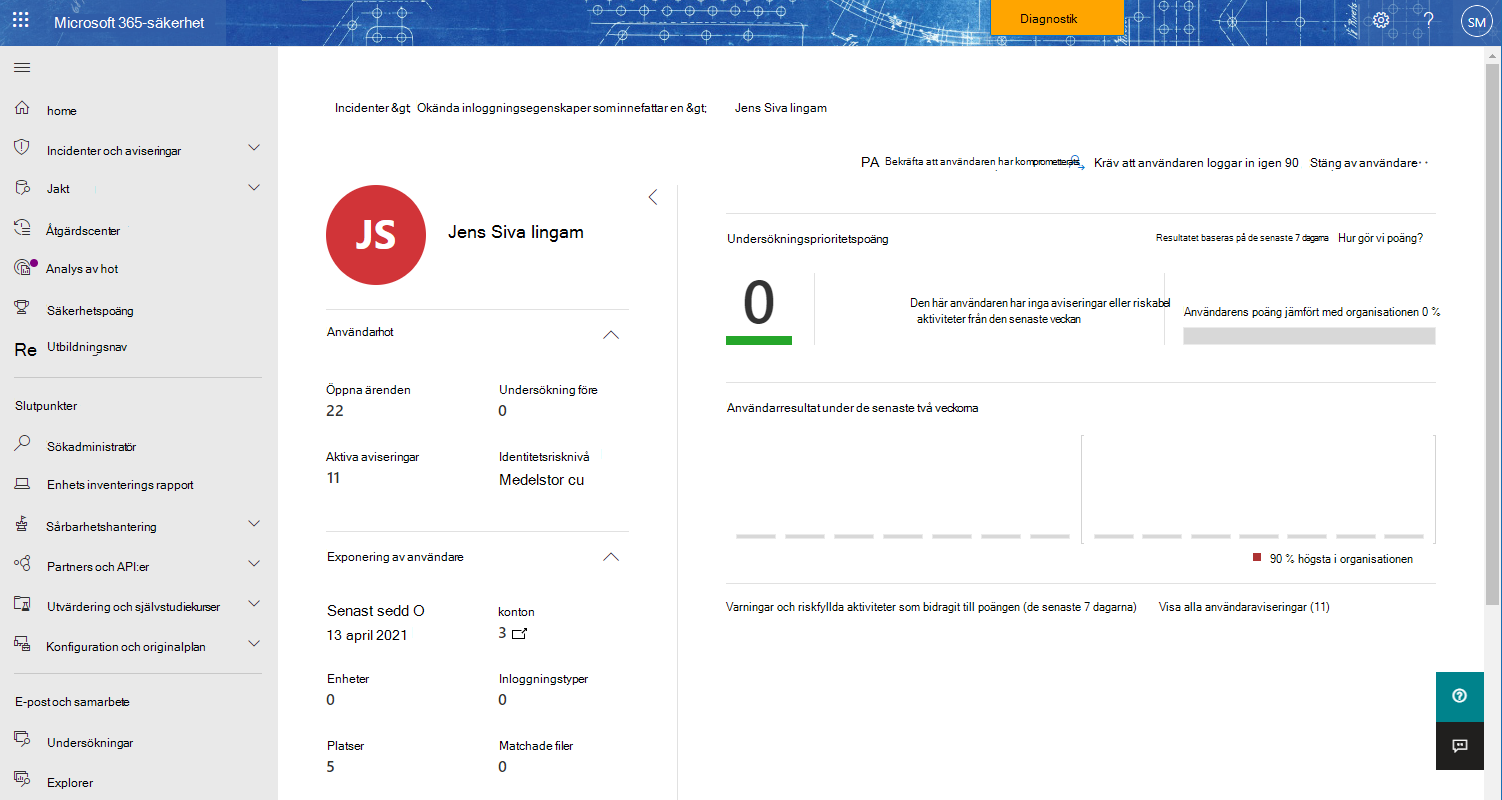 Microsoft 365-säkerhet
Diagnostik
SM
home
Incidenter och aviseringar
Jakt
Åtgärdscenter
Analys av hot
Säkerhetspoäng
Re Utbildningsnav
Slutpunkter
Sökadministratör
Enhets inventerings rapport
Sårbarhetshantering
Partners och API:er
Utvärdering och självstudiekurser
Konfiguration och originalplan
E-post och samarbete
Undersökningar
Explorer
Incidenter &gt; Okända inloggningsegenskaper som innefattar en &gt; Jens Siva lingam
PA Bekräfta att användaren har komprometterats Kräv att användaren loggar in igen 90 Stäng av användare
JS
Jens Siva lingam
Användarhot
Öppna ärenden
22
Undersökning före
0
Aktiva aviseringar
11
Identitetsrisknivå
Medelstor cu
Exponering av användare
Senast sedd O
13 april 2021
konton
3
Enheter
0
Inloggningstyper
0
Platser
5
Matchade filer
0
Undersökningsprioritetspoäng
Resultatet baseras på de senaste 7 dagarna Hur gör vi poäng?
0
Den här användaren har inga aviseringar eller riskabel
aktiviteter från den senaste veckan
Användarens poäng jämfört med organisationen 0 %
Användarresultat under de senaste två veckorna
90 % högsta i organisationen
Varningar och riskfyllda aktiviteter som bidragit till poängen (de senaste 7 dagarna) Visa alla användaraviseringar (11)